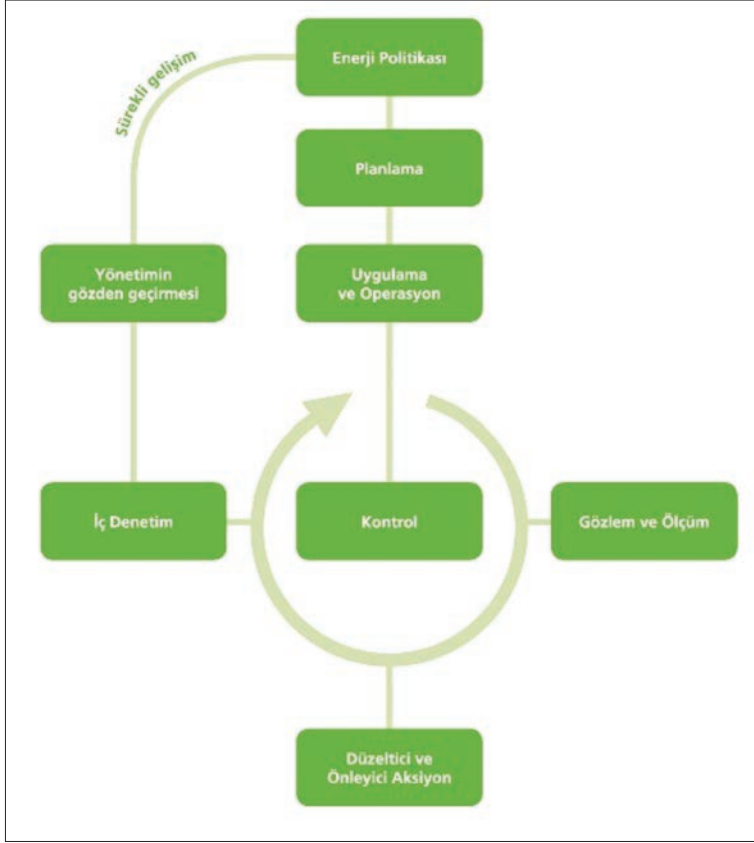 Sürekli gelişim
Enerji Politikası
Planlama
Yönetimin
gözden geçirmesi
Uygulama
ve Operasyon
İç Denetim
Kontrol
Gözlem ve Ölçüm
Düzeltici ve
Önleyici Aksiyon